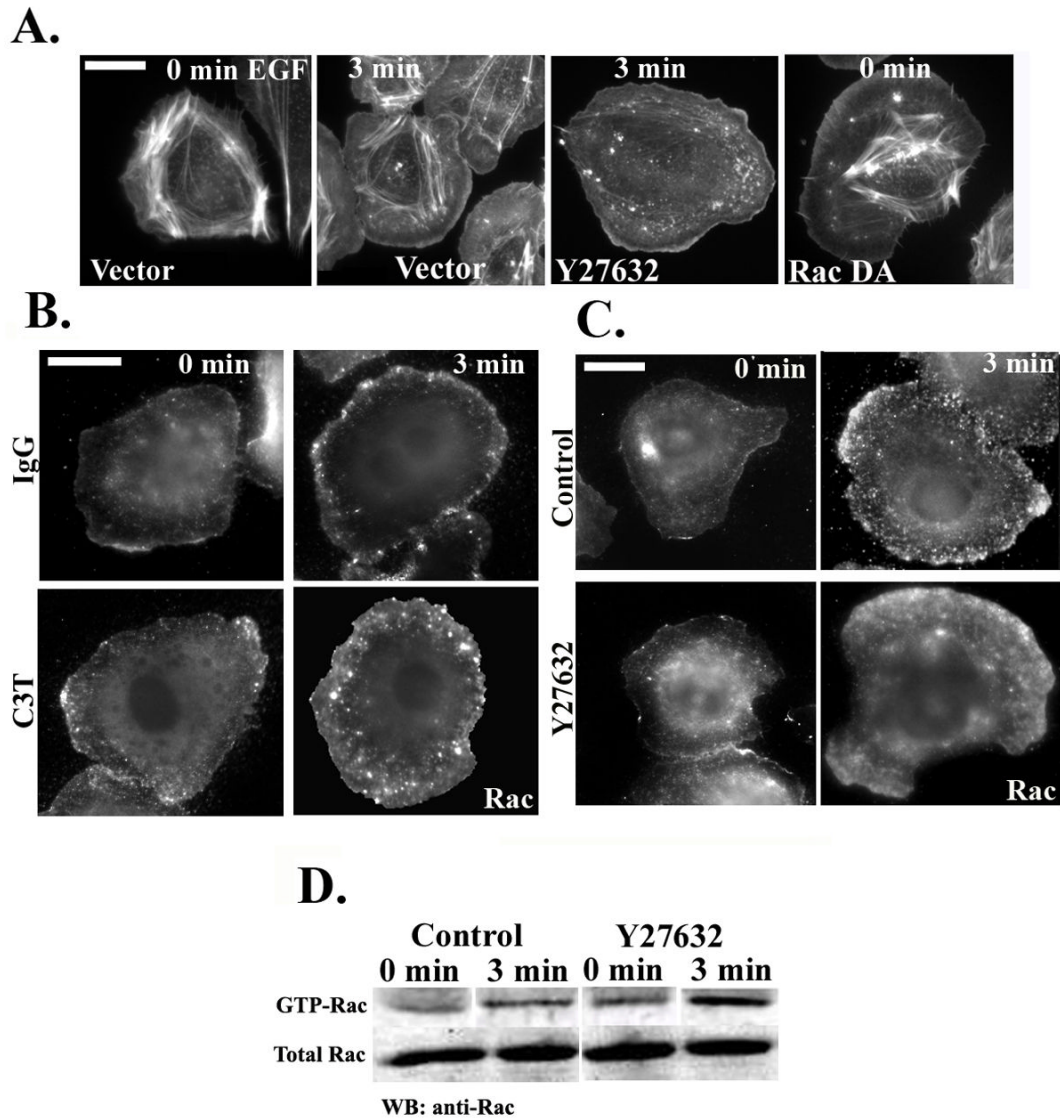 A.
0 min EGF
3 min
3 min
0 min
Vector
Vector
Y27632
Rac DA
B.
C.
0 min
3 min
0 min
3 min
IgG
Control
C3T
Y27632
Rac
Rac
D.
Control
Y27632
0 min
3 min
0 min
3 min
GTP-Rac
Total Rac
WB: anti-Rac